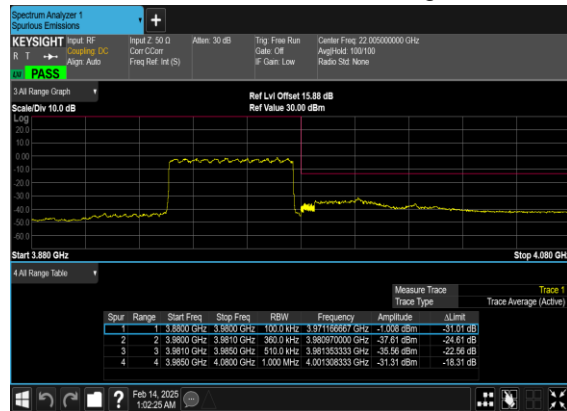 Spectrum Analyzer 1
Spurious Emissions
+
KEYSIGHT Input: RF Input Z: 50 Ω Atten: 30 dB Trig: Free Run Center Freq: 22.005000000 GHz
R T Coupling: DC Corr CCorr Gate: Off Avg|Hold: 100/100
Align: Auto Freq Ref: Int (S) IF Gain: Low Radio Std: None
PASS
3 All Range Graph
Ref Lvl Offset 15.88 dB
Scale/Div 10.0 dB Ref Value 30.00 dBm
Log
20.0
10.0
0.00
-10.0
-20.0
-30.0
-40.0
-50.0
-60.0
Start 3.880 GHz Stop 4.080 GHz
4 All Range Table
Measure Trace Trace 1
Trace Type Trace Average (Active)
Spur Range Start Freq Stop Freq RBW Frequency Amplitude ΔLimit
1 1 3.8800 GHz 3.9800 GHz 100.0 kHz 3.971166667 GHz -1.008 dBm -31.01 dB
2 2 3.9800 GHz 3.9810 GHz 360.0 kHz 3.980970000 GHz -37.61 dBm -24.61 dB
3 3 3.9810 GHz 3.9850 GHz 510.0 kHz 3.981353333 GHz -35.56 dBm -22.56 dB
4 4 3.9850 GHz 4.0800 GHz 1.000 MHz 4.001308333 GHz -31.31 dBm -18.31 dB
? Feb 14, 2025
1:02:25 AM